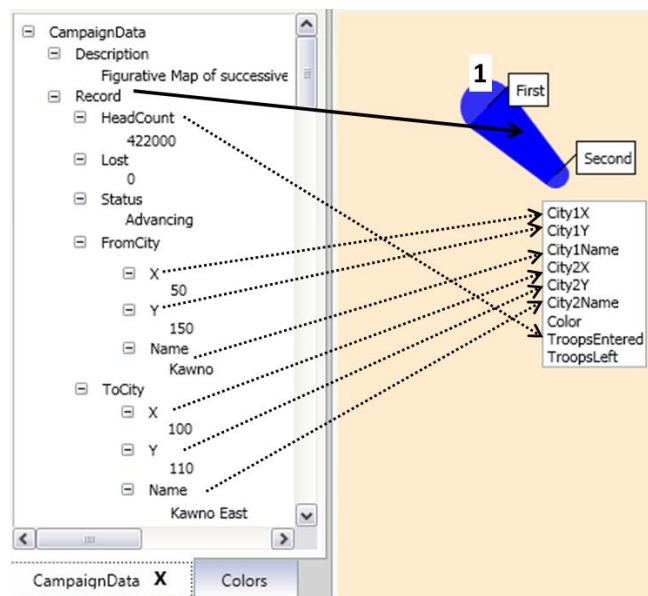 CampaignData
Description
Figurative Map of successive
Record
HeadCount
422000
Lost
0
Status
Advancing
FromCity
X
50
Y
150
Name
Kawno
ToCity
X
100
Y
110
Name
Kawno East
CampaignData X
Colors
1
First
Second
City1X
City1Y
City1Name
City2X
City2Y
City2Name
Color
TroopsEntered
TroopsLeft